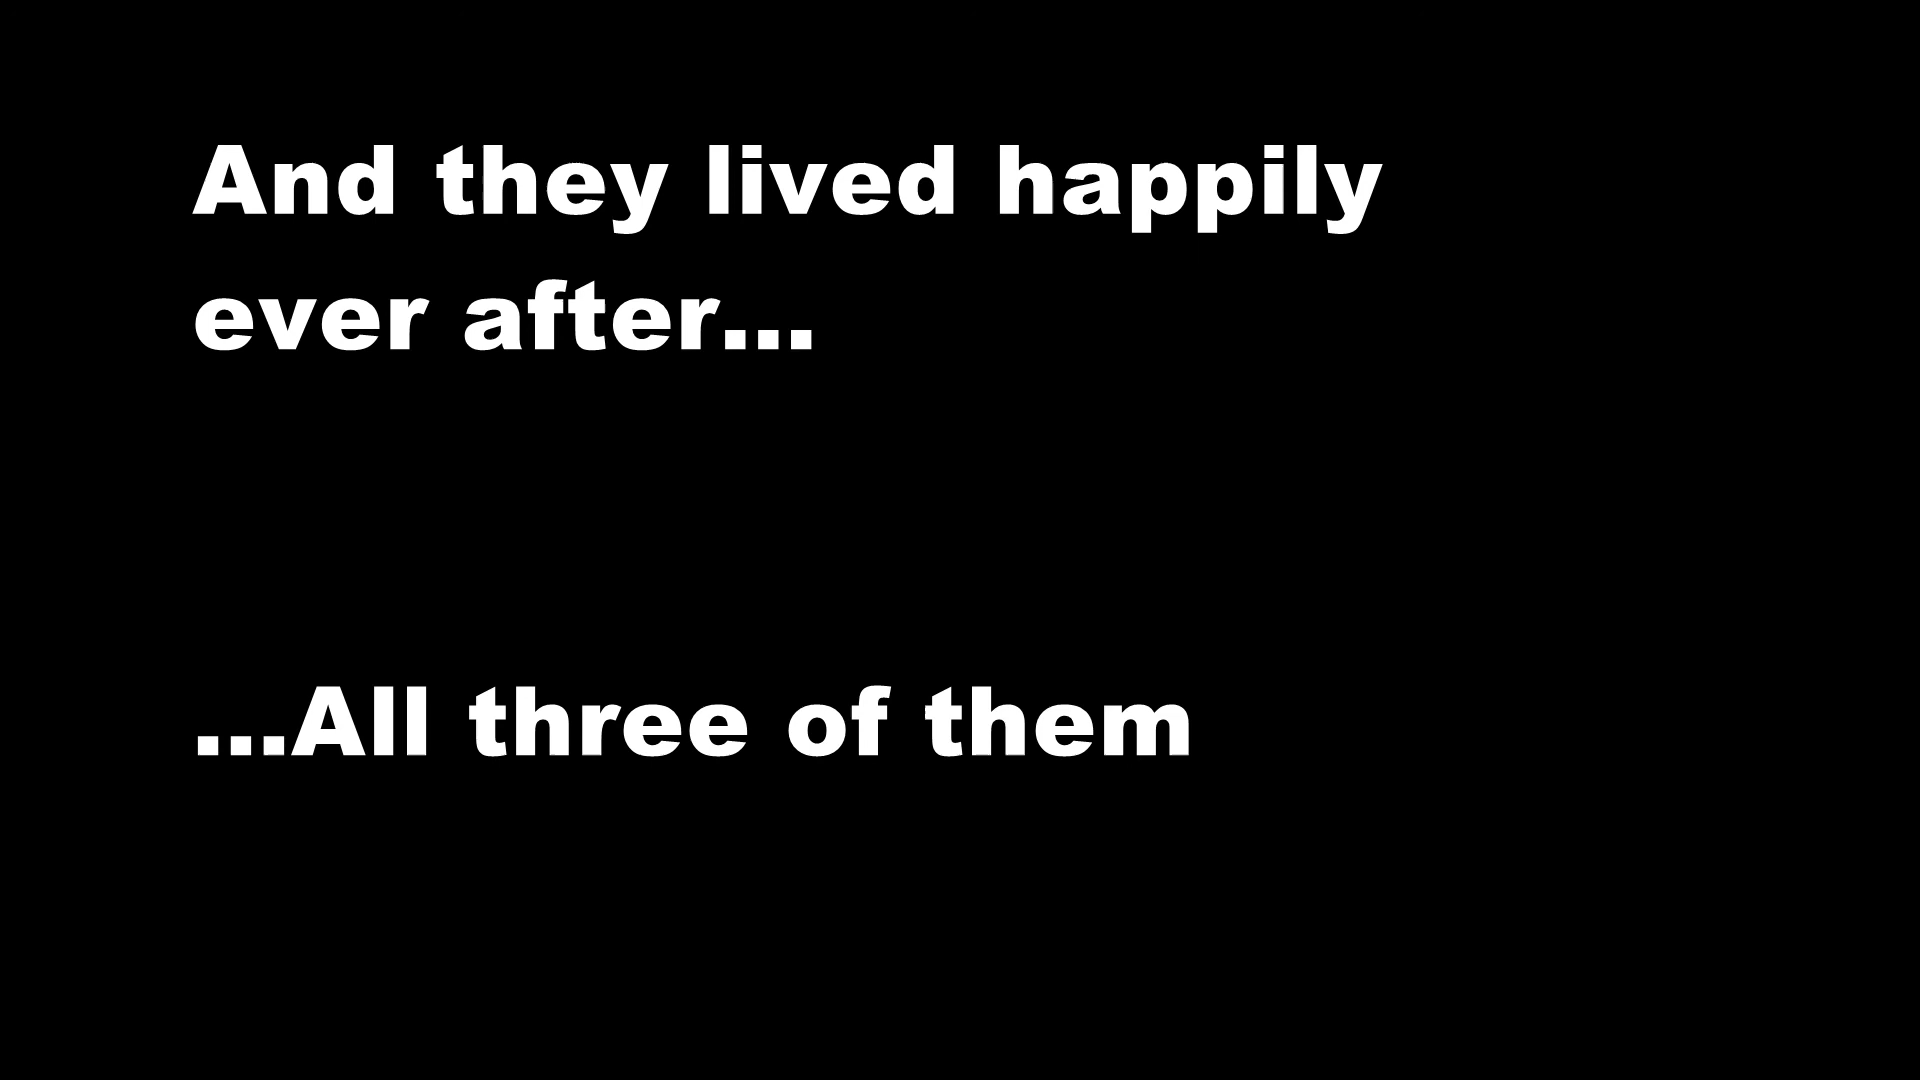 And they lived happily
ever after...
...All three of them